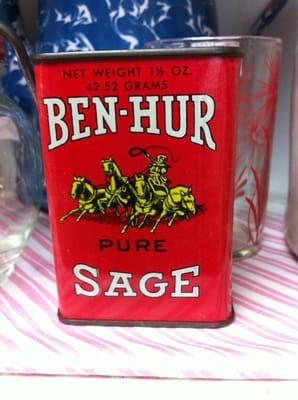 NET WEIGHT 1½ OZ.
42.52 GRAMS
BEN-HUR
PURE
SAGE